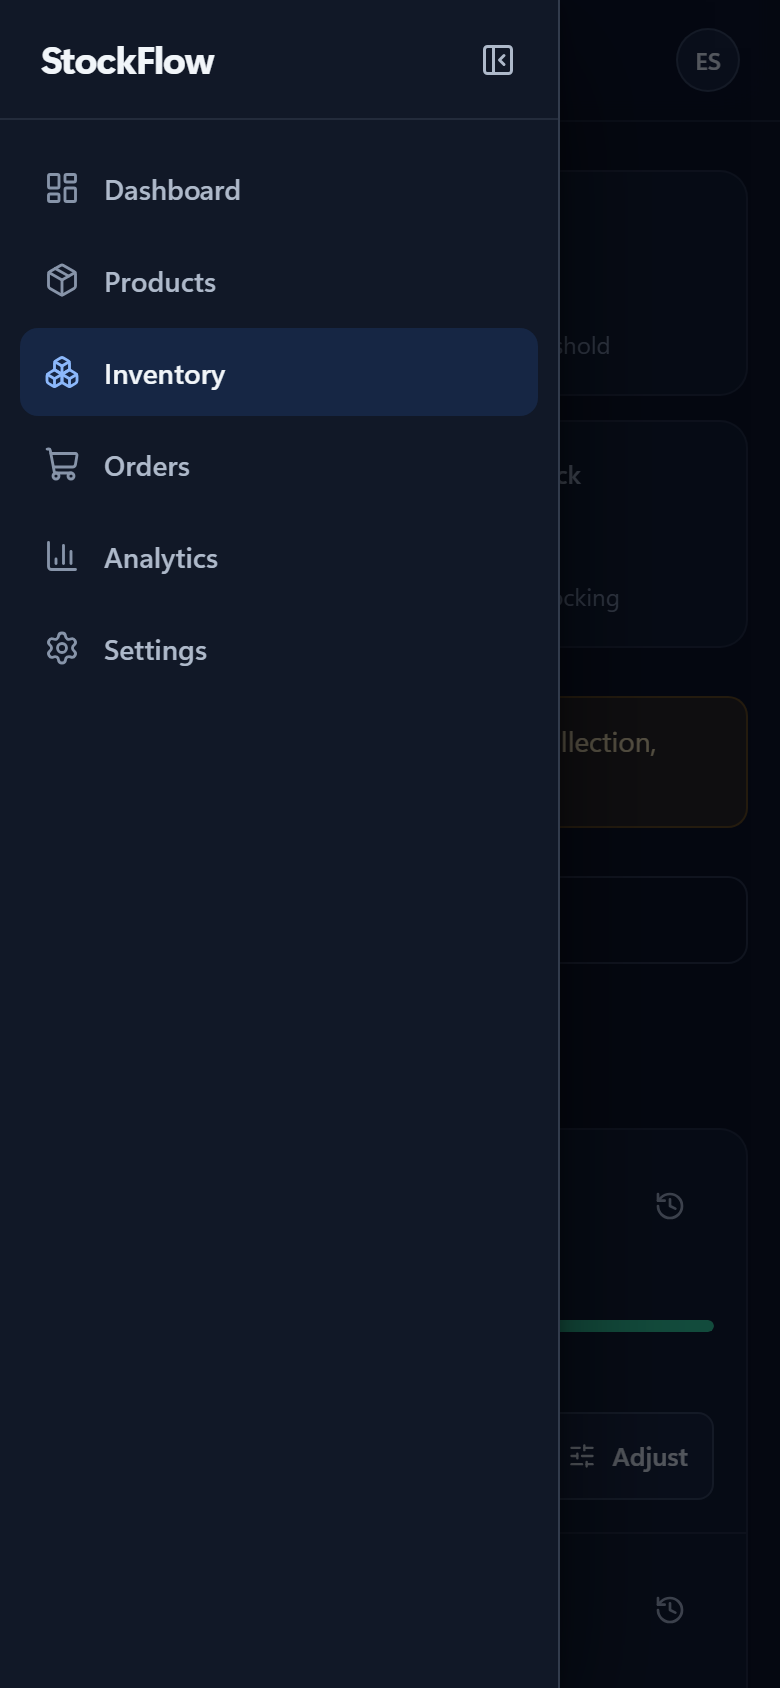 StockFlow
ES
Dashboard
Products
Inventory
Orders
Analytics
Settings
Adjust